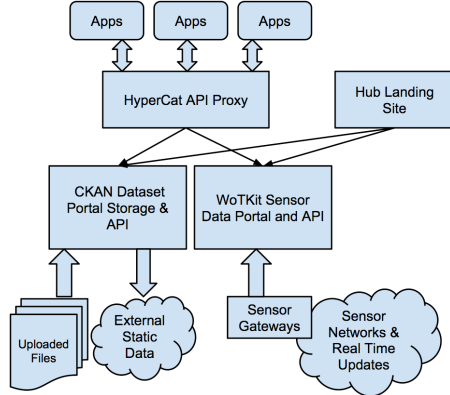 Apps
Apps
Apps
HyperCat API Proxy
Hub Landing
Site
CKAN Dataset
Portal Storage &
API
WoTKit Sensor
Data Portal and API
Uploaded
Files
External
Static
Data
Sensor
Gateways
Sensor
Networks &
Real Time
Updates